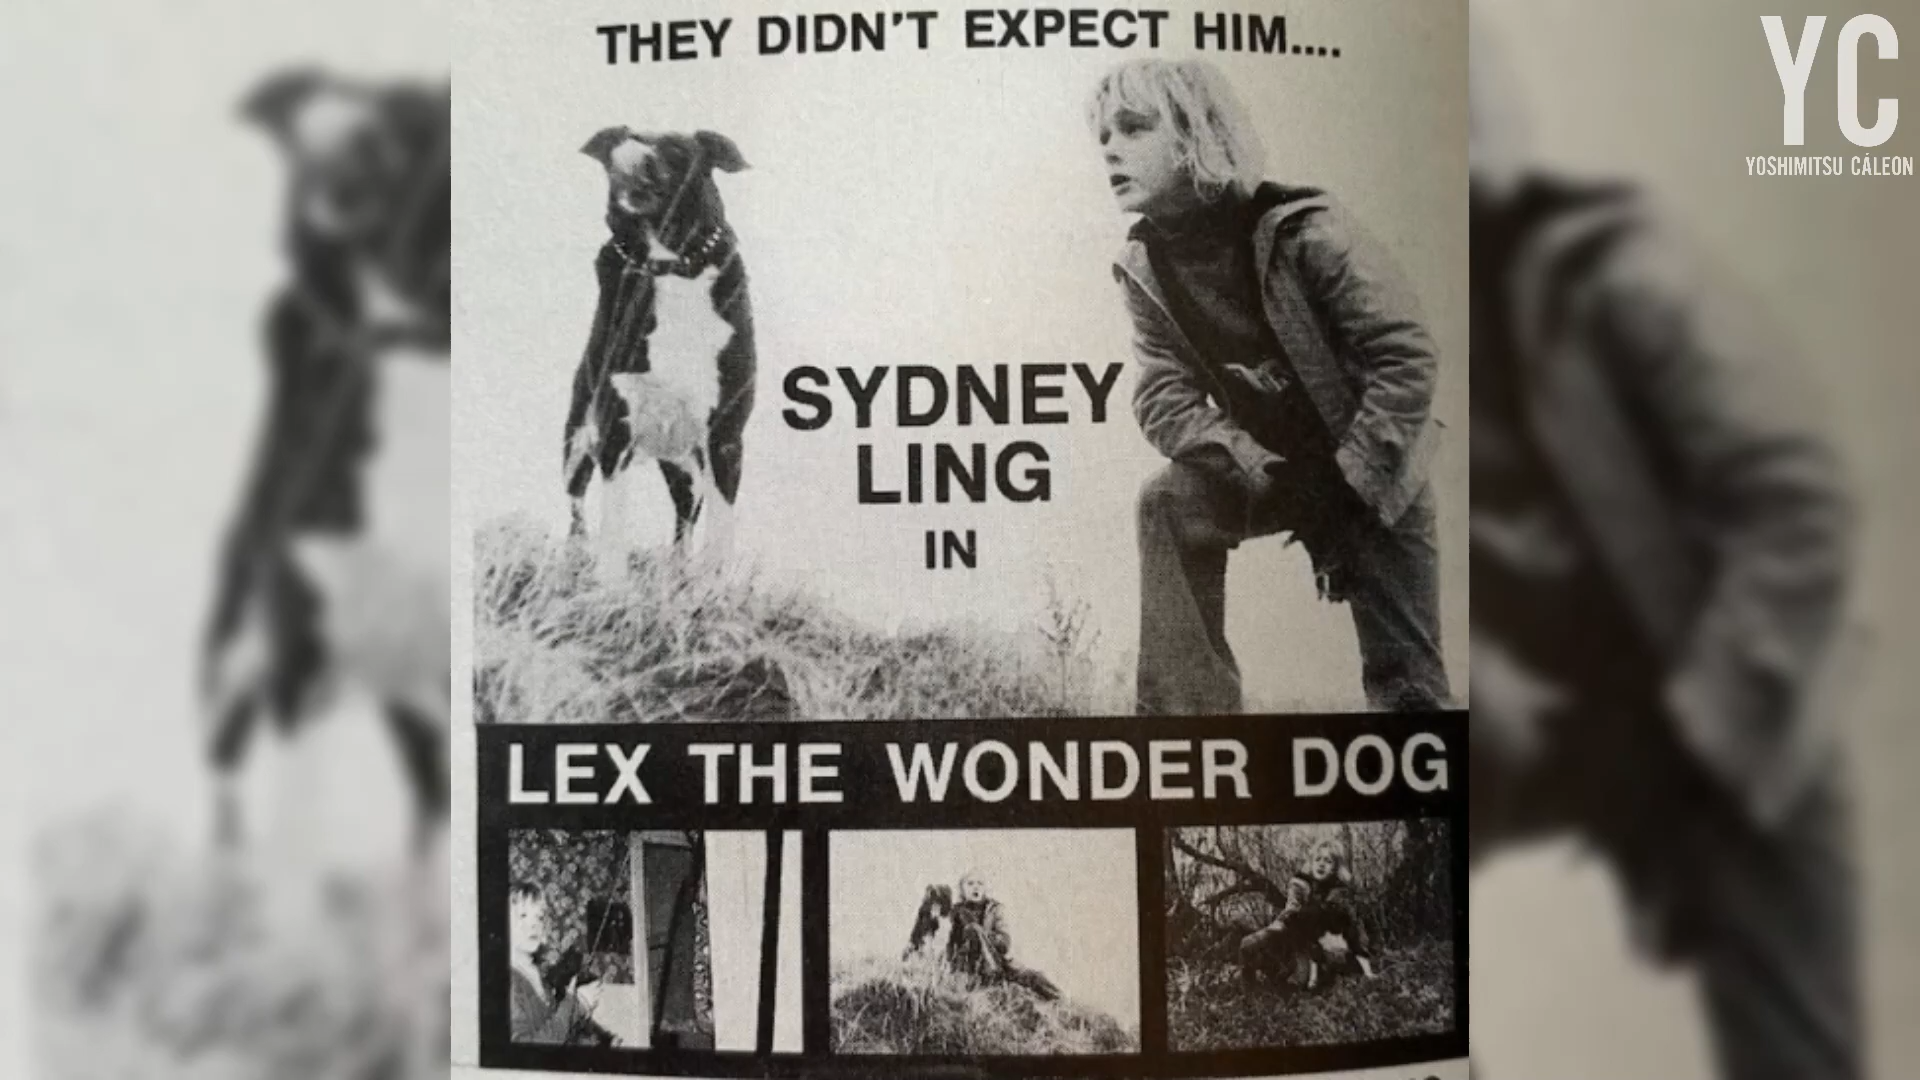 THEY DIDN'T EXPECT HIM....
YC
YOSHIMITSU CÁLEON
SYDNEY
LING
IN
LEX THE WONDER DOG